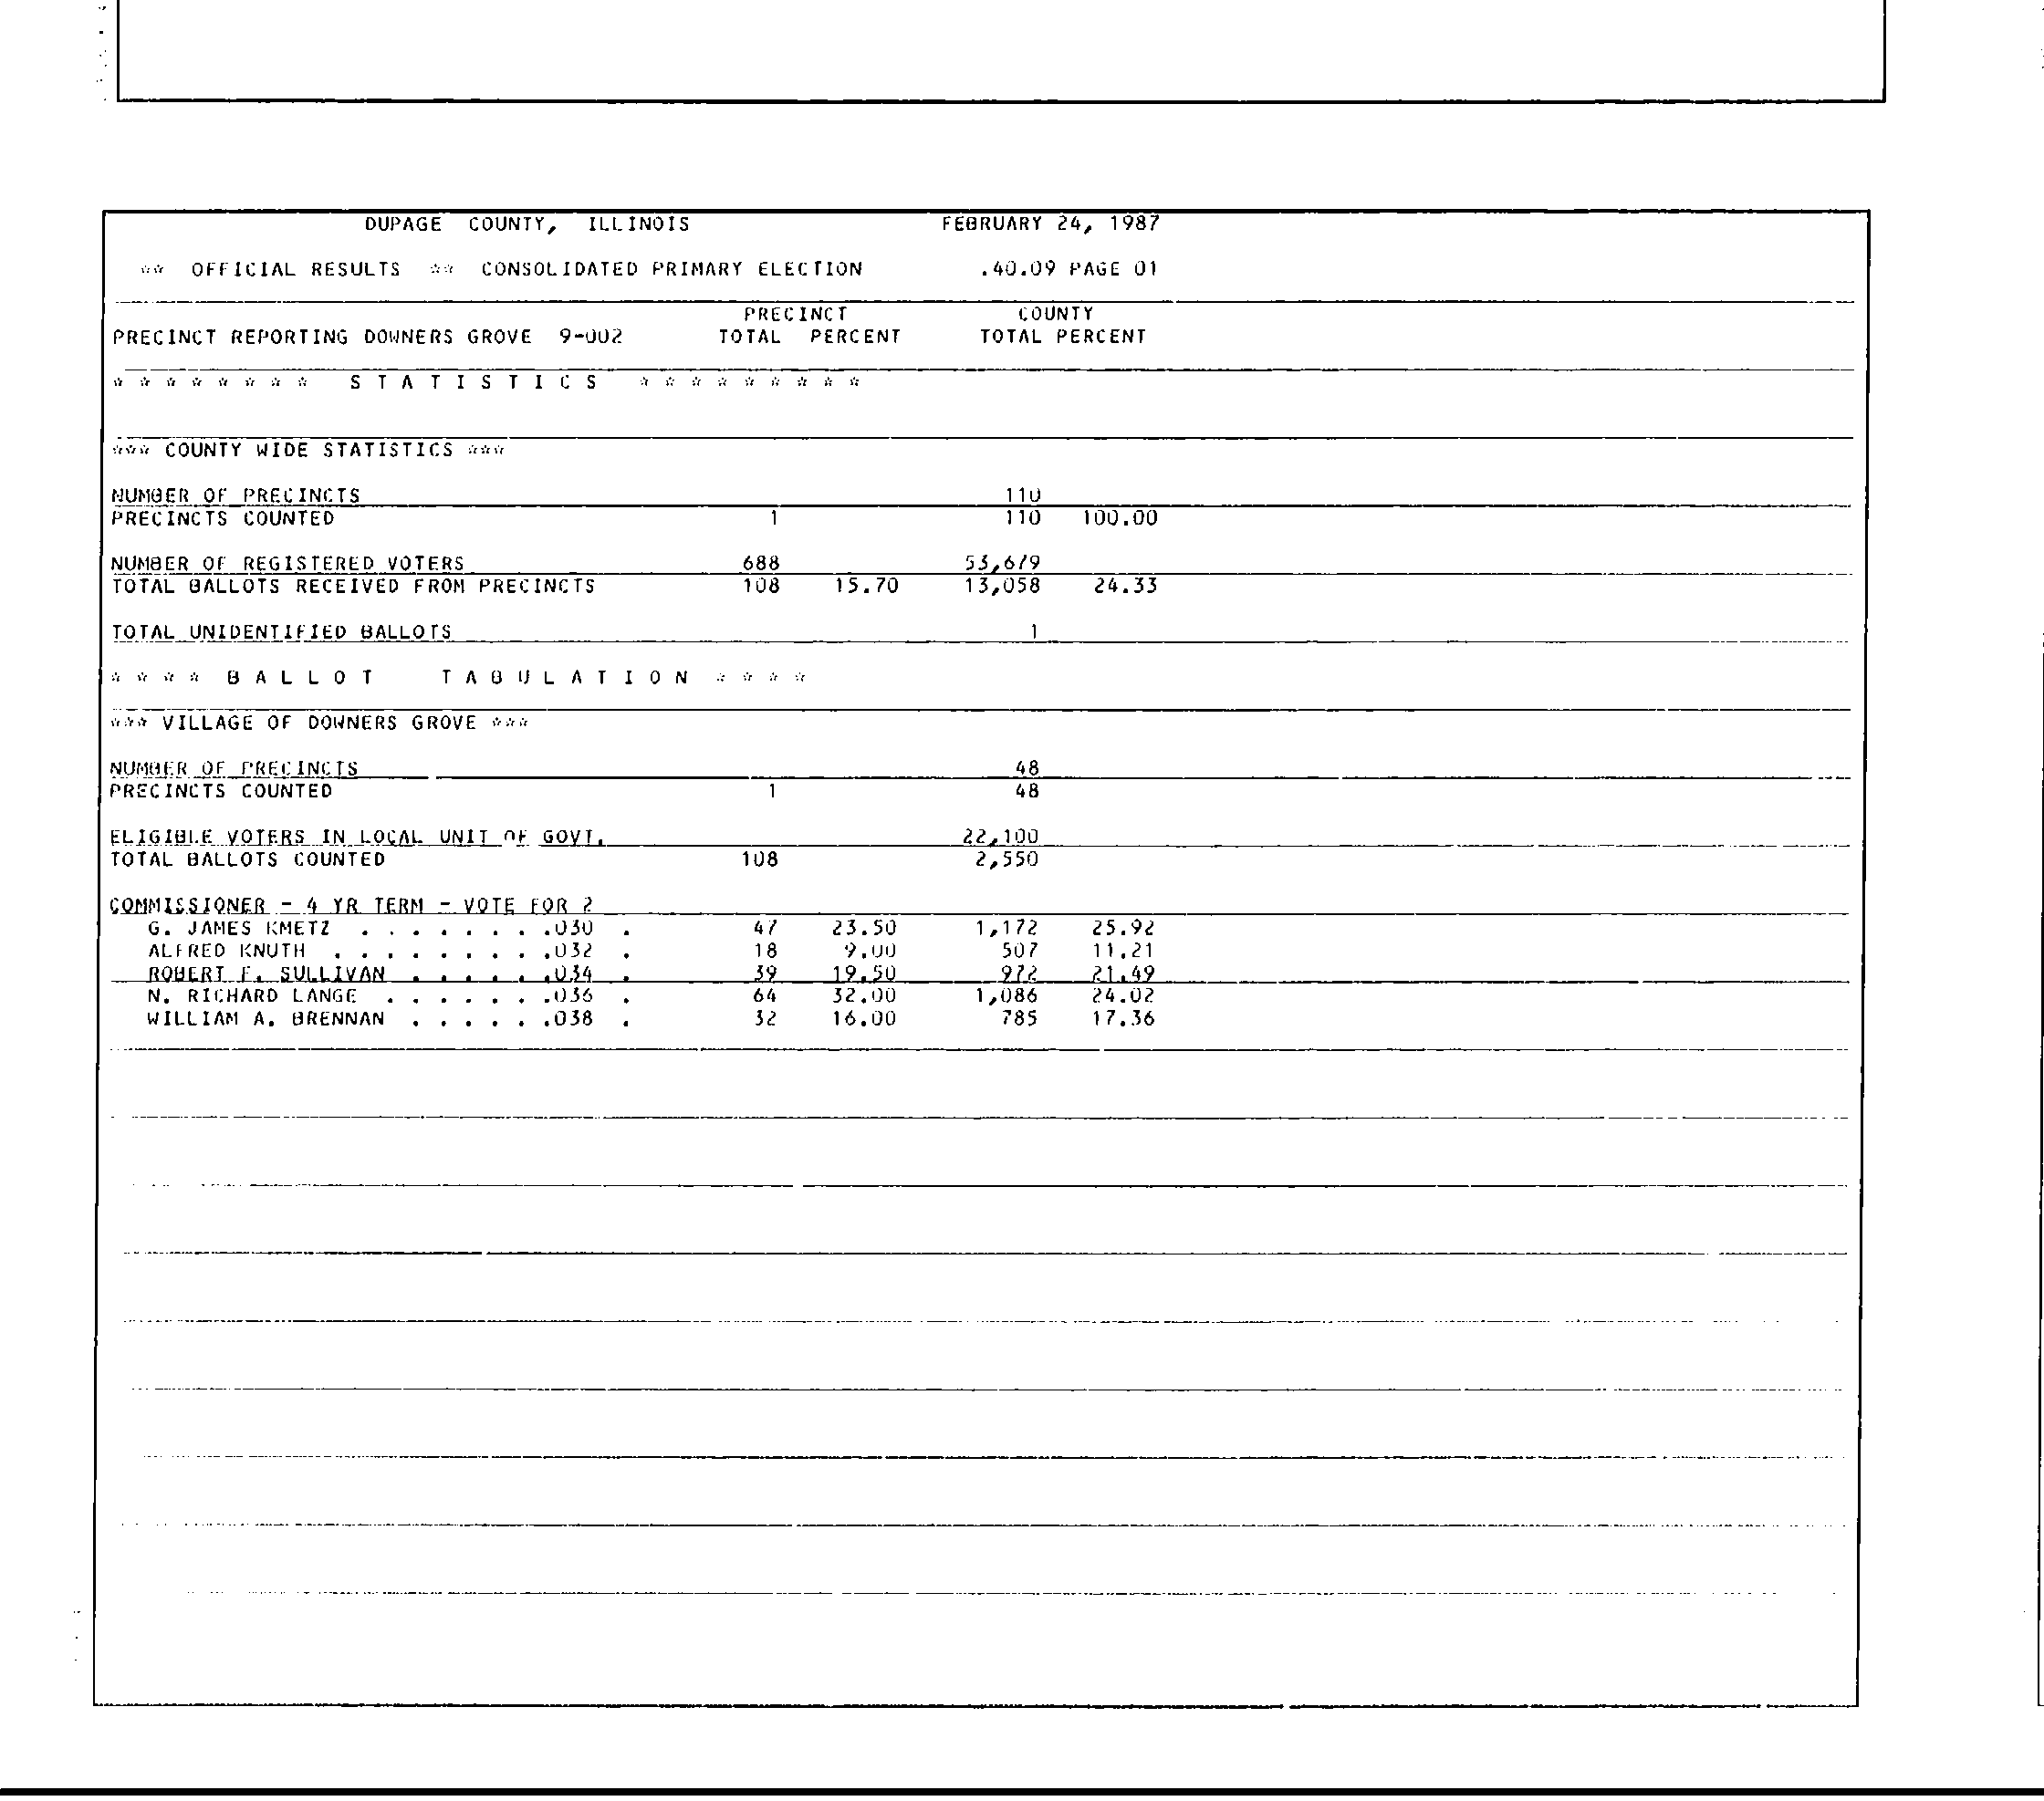 DUPAGE COUNTY, ILLINOIS FEBRUARY 24, 1987
** OFFICIAL RESULTS ** CONSOLIDATED PRIMARY ELECTION .40.09 PAGE 01
PRECINCT COUNTY
PRECINCT REPORTING DOWNERS GROVE 9-002 TOTAL PERCENT TOTAL PERCENT
* * * * * * * * S T A T I S T I C S * * * * * * * * *
*** COUNTY WIDE STATISTICS ***
NUMBER OF PRECINCTS 110
PRECINCTS COUNTED 1 110 100.00
NUMBER OF REGISTERED VOTERS 688 53,679
TOTAL BALLOTS RECEIVED FROM PRECINCTS 108 15.70 13,058 24.33
TOTAL UNIDENTIFIED BALLOTS 1
* * * * B A L L O T T A B U L A T I O N * * * *
*** VILLAGE OF DOWNERS GROVE ***
NUMBER OF PRECINCTS 48
PRECINCTS COUNTED 1 48
ELIGIBLE VOTERS IN LOCAL UNIT OF GOVT. 22,100
TOTAL BALLOTS COUNTED 108 2,550
COMMISSIONER - 4 YR TERM - VOTE FOR 2
G. JAMES KMETZ . . . . . . . .030 . 47 23.50 1,172 25.92
ALFRED KNUTH . . . . . . . . .032 . 18 9.00 507 11.21
ROBERT F. SULLIVAN . . . . . .034 . 39 19.50 972 21.49
N. RICHARD LANGE . . . . . . .036 . 64 32.00 1,086 24.02
WILLIAM A. BRENNAN . . . . . .038 . 32 16.00 785 17.36